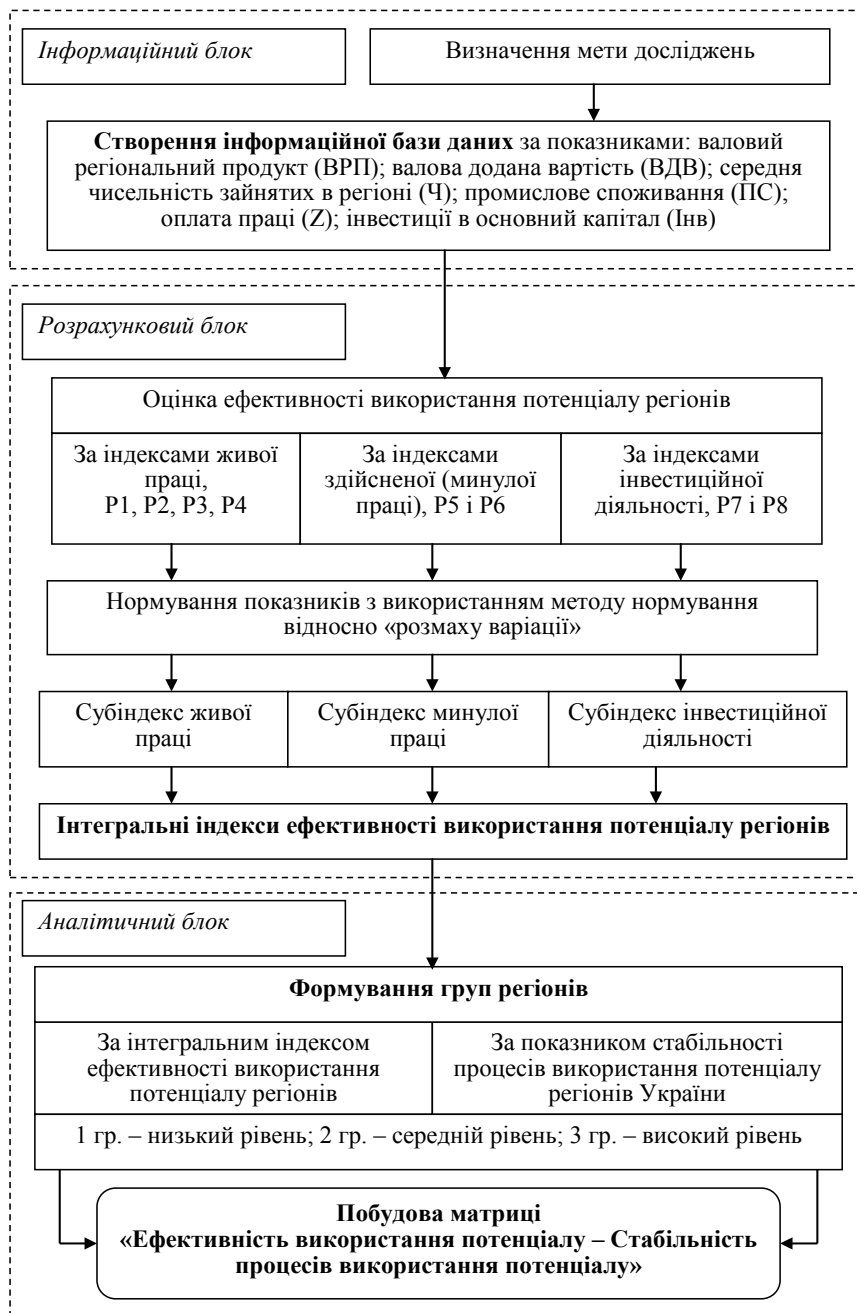 Інформаційний блок
Визначення мети досліджень
Створення інформаційної бази даних за показниками: валовий
регіональний продукт (ВРП); валова додана вартість (ВДВ); середня
чисельність зайнятих в регіоні (Ч); промислове споживання (ПС);
оплата праці (Z); інвестиції в основний капітал (Інв)
Розрахунковий блок
Оцінка ефективності використання потенціалу регіонів
За індексами живої
праці,
P1, P2, P3, P4
За індексами
здійсненої (минулої
праці), P5 і P6
За індексами
інвестиційної
діяльності, P7 і P8
Нормування показників з використанням методу нормування
відносно «розмаху варіації»
Субіндекс живої
праці
Субіндекс минулої
праці
Субіндекс інвестиційної
діяльності
Інтегральні індекси ефективності використання потенціалу регіонів
Аналітичний блок
Формування груп регіонів
За інтегральним індексом
ефективності використання
потенціалу регіонів
За показником стабільності
процесів використання потенціалу
регіонів України
1 гр. – низький рівень; 2 гр. – середній рівень; 3 гр. – високий рівень
Побудова матриці
«Ефективність використання потенціалу – Стабільність
процесів використання потенціалу»